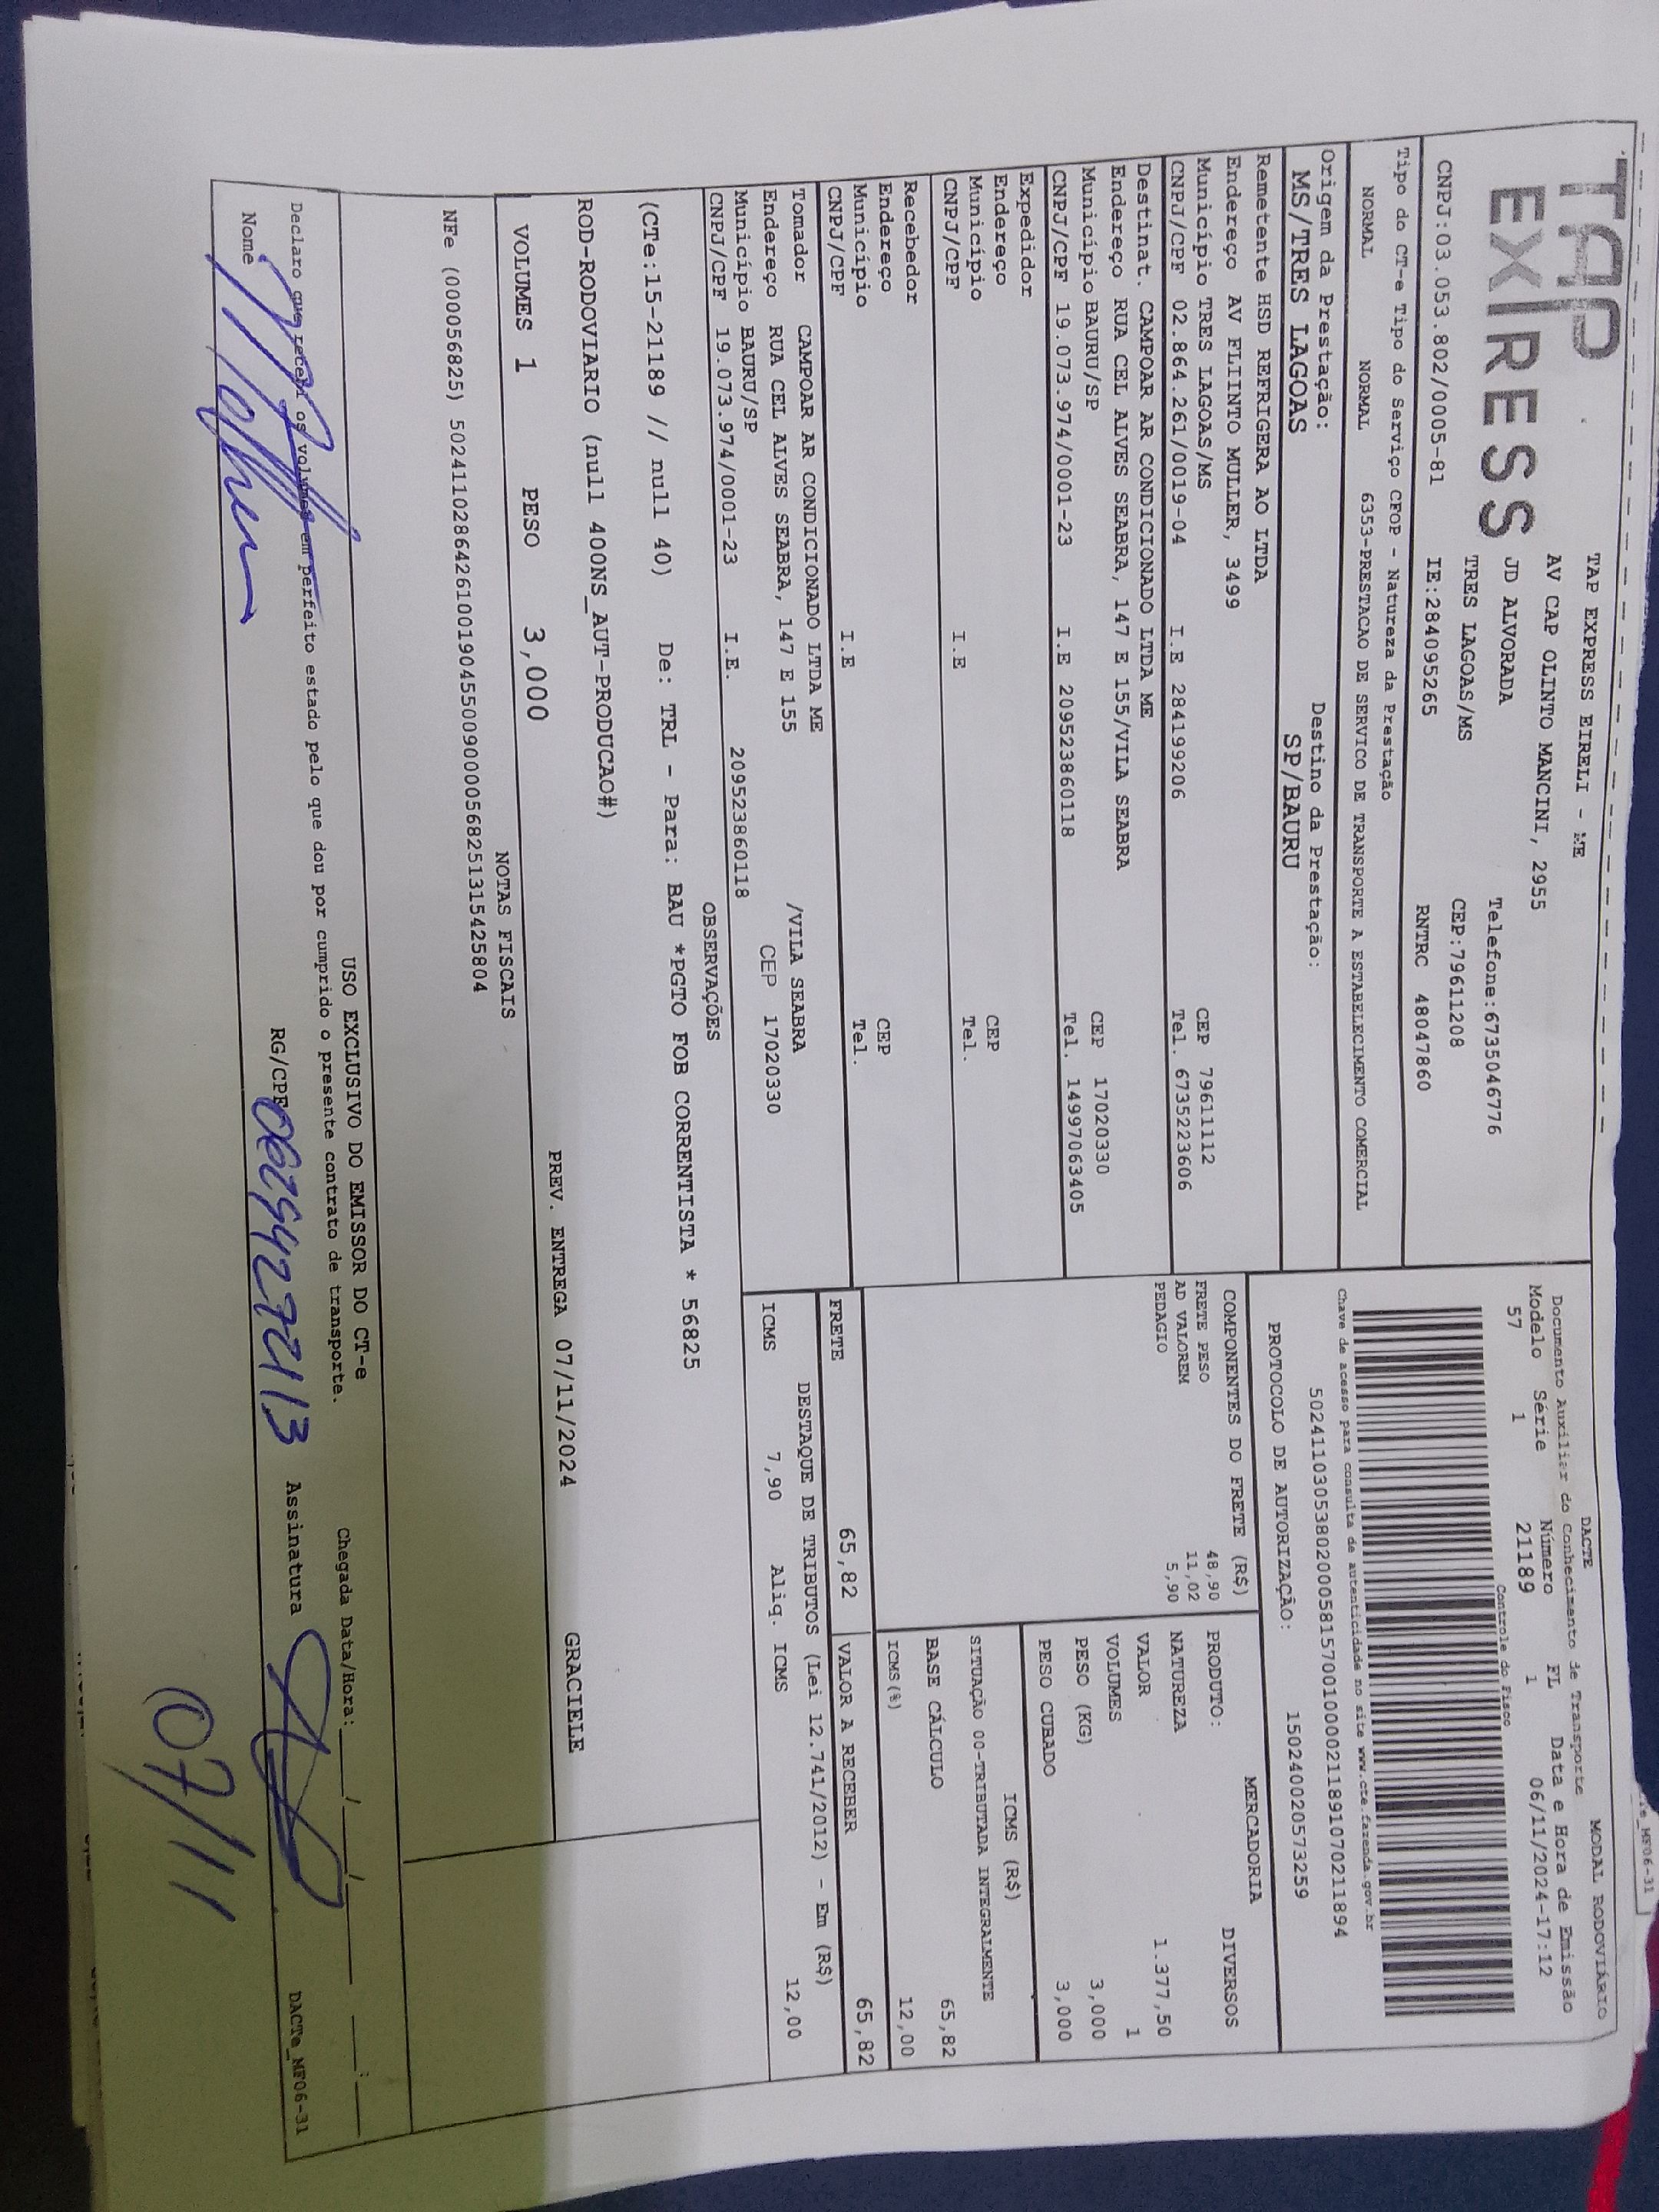 TAP
EXPRESS
TAP EXPRESS EIRELI - ME
AV CAP OLINTO MANCINI, 2955
JD ALVORADA
TRES LAGOAS/MS
Telefone:6735046776
CEP:79611208
CNPJ:03.053.802/0005-81 IE:284095265 RNTRC 48047860
DACTE MODAL RODOVIÁRIO
Documento Auxiliar do Conhecimento de Transporte
Modelo Série Número FL Data e Hora de Emissão
57 1 21189 1 06/11/2024-17:12
Controle do Fisco
Chave de acesso para consulta de autenticidade no site www.cte.fazenda.gov.br
50241103053802000581570010000211891070211894
PROTOCOLO DE AUTORIZAÇÃO: 150240020573259
Tipo do CT-e Tipo do Serviço CFOP - Natureza da Prestação
NORMAL NORMAL 6353-PRESTACAO DE SERVICO DE TRANSPORTE A ESTABELECIMENTO COMERCIAL
Origem da Prestação: Destino da Prestação:
MS/TRES LAGOAS SP/BAURU
Remetente HSD REFRIGERA AO LTDA
Endereço AV FLIINTO MULLER, 3499
Município TRES LAGOAS/MS CEP 79611112
CNPJ/CPF 02.864.261/0019-04 I.E 284199206 Tel. 6735223606
Destinat. CAMPOAR AR CONDICIONADO LTDA ME
Endereço RUA CEL ALVES SEABRA, 147 E 155/VILA SEABRA
Município BAURU/SP CEP 17020330
CNPJ/CPF 19.073.974/0001-23 I.E 209523860118 Tel. 14997063405
Expedidor
Endereço
Município CEP
CNPJ/CPF I.E Tel.
Recebedor
Endereço
Município CEP
CNPJ/CPF I.E Tel.
Tomador CAMPOAR AR CONDICIONADO LTDA ME
Endereço RUA CEL ALVES SEABRA, 147 E 155 /VILA SEABRA
Município BAURU/SP CEP 17020330
CNPJ/CPF 19.073.974/0001-23 I.E. 209523860118
COMPONENTES DO FRETE (R$)
FRETE PESO 48,90
AD VALOREM 11,02
PEDAGIO 5,90
MERCADORIA
PRODUTO: DIVERSOS
NATUREZA
VALOR 1.377,50
VOLUMES 1
PESO (KG) 3,000
PESO CUBADO 3,000
ICMS (R$)
SITUAÇÃO 00-TRIBUTADA INTEGRALMENTE
BASE CÁLCULO 65,82
ICMS(%) 12,00
FRETE 65,82 VALOR A RECEBER 65,82
DESTAQUE DE TRIBUTOS (Lei 12.741/2012) - Em (R$)
ICMS 7,90 Aliq. ICMS 12,00
OBSERVAÇÕES
(CTe:15-21189 // null 40) De: TRL - Para: BAU *PGTO FOB CORRENTISTA * 56825
ROD-RODOVIARIO (null 400NS_AUT-PRODUCAO#)
PREV. ENTREGA 07/11/2024 GRACIELE
VOLUMES 1 PESO 3,000
NOTAS FISCAIS
NFe (000056825) 50241102864261001904550090000568251315425804
USO EXCLUSIVO DO EMISSOR DO CT-e
Declaro que recebi os volumes em perfeito estado pelo que dou por cumprido o presente contrato de transporte.
Chegada Data/Hora: ___/___/___ ___:___
Nome RG/CPF Assinatura
DACTe_MF06-31
07/11